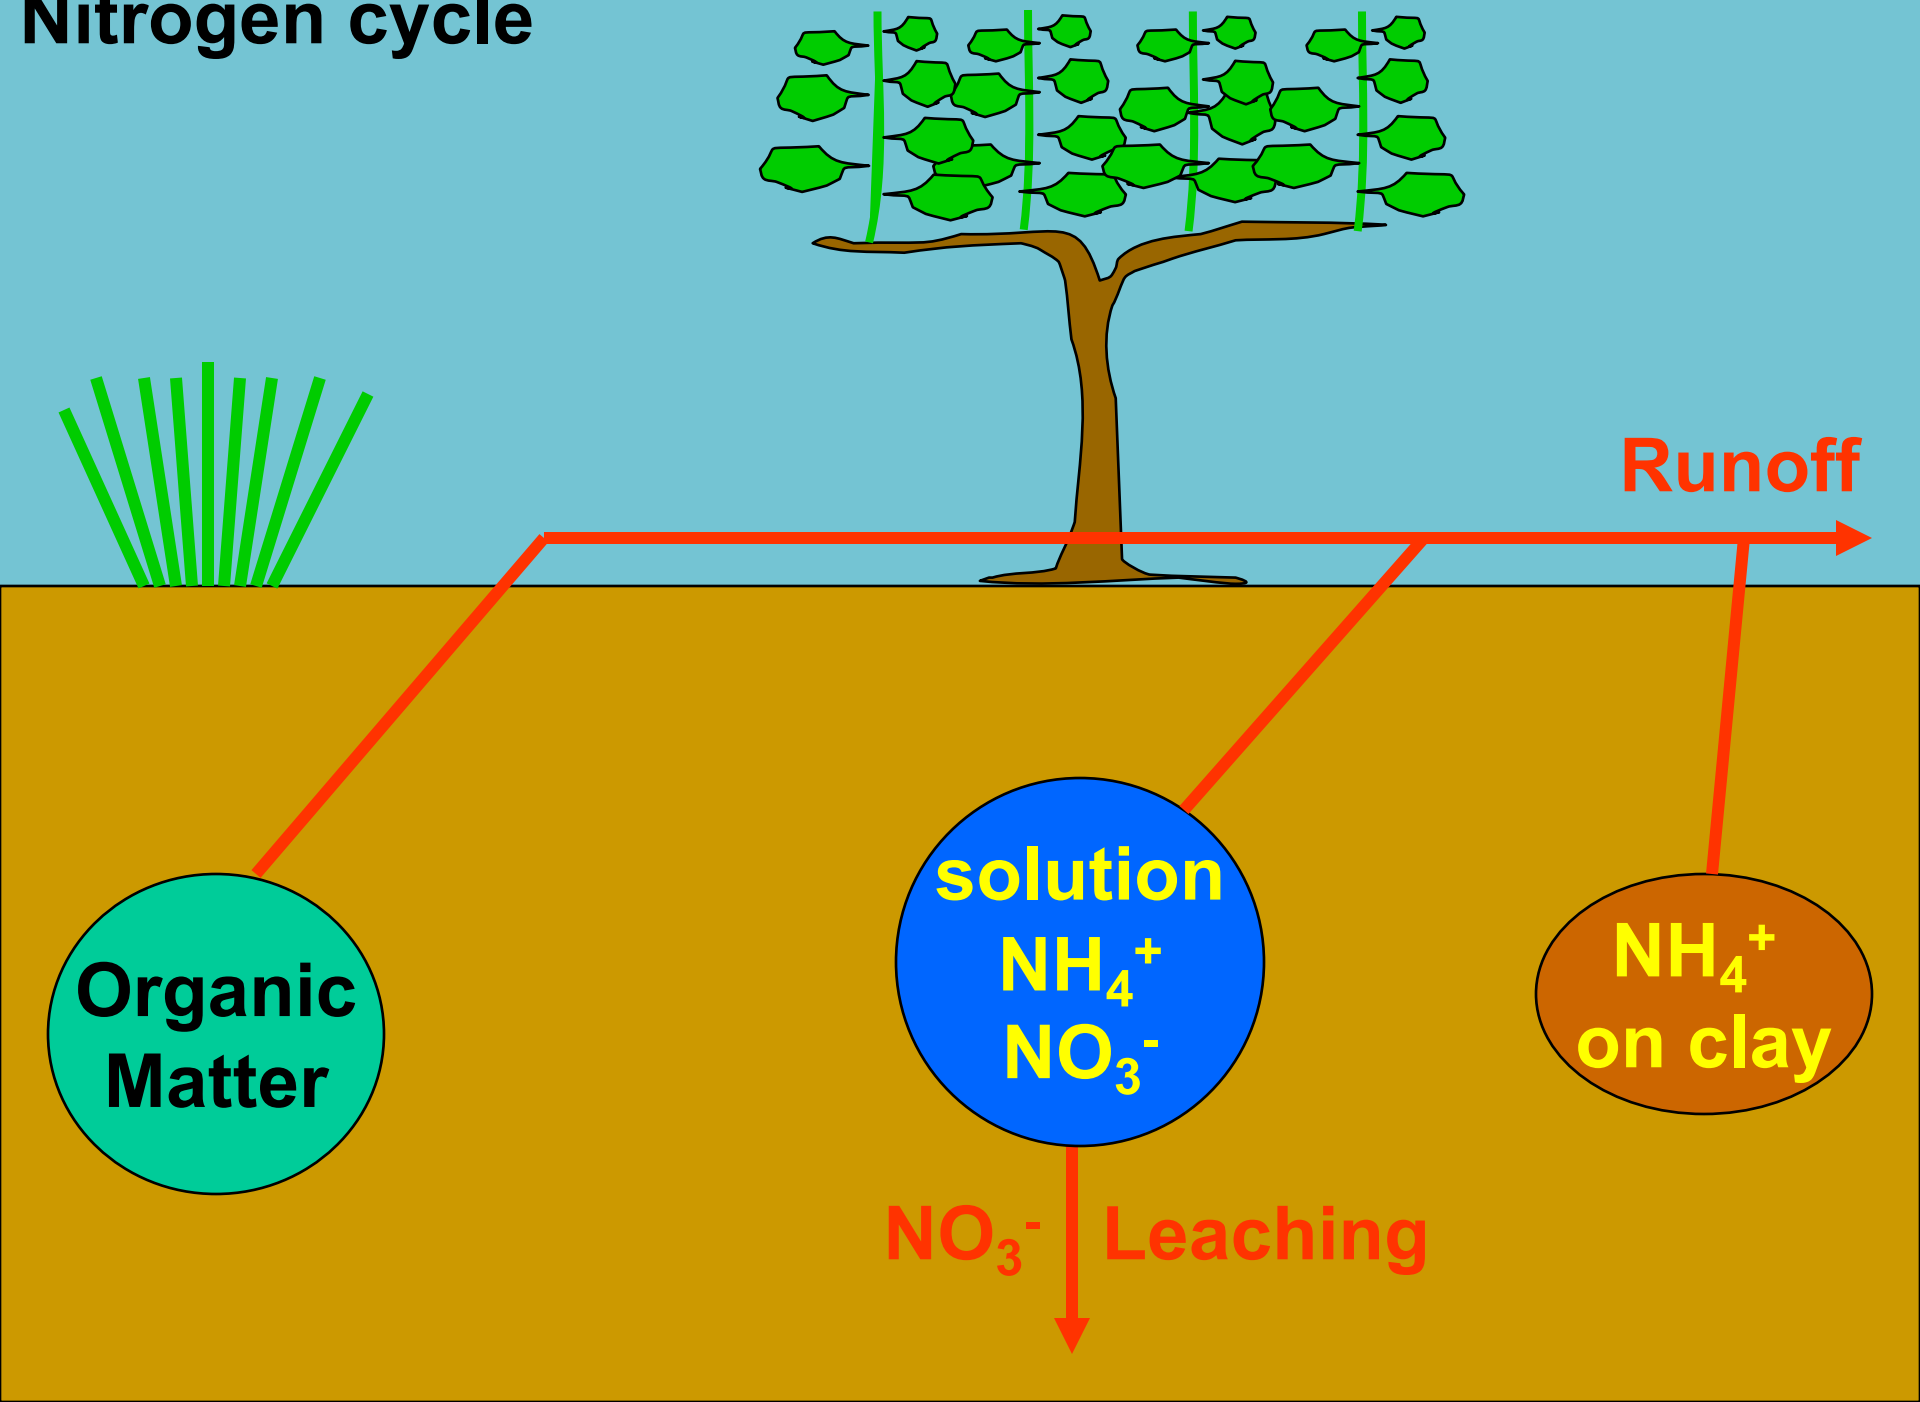 Nitrogen cycle
Runoff
Organic
Matter
solution
NH₄⁺
NO₃⁻
NH₄⁺
on clay
NO₃⁻ Leaching